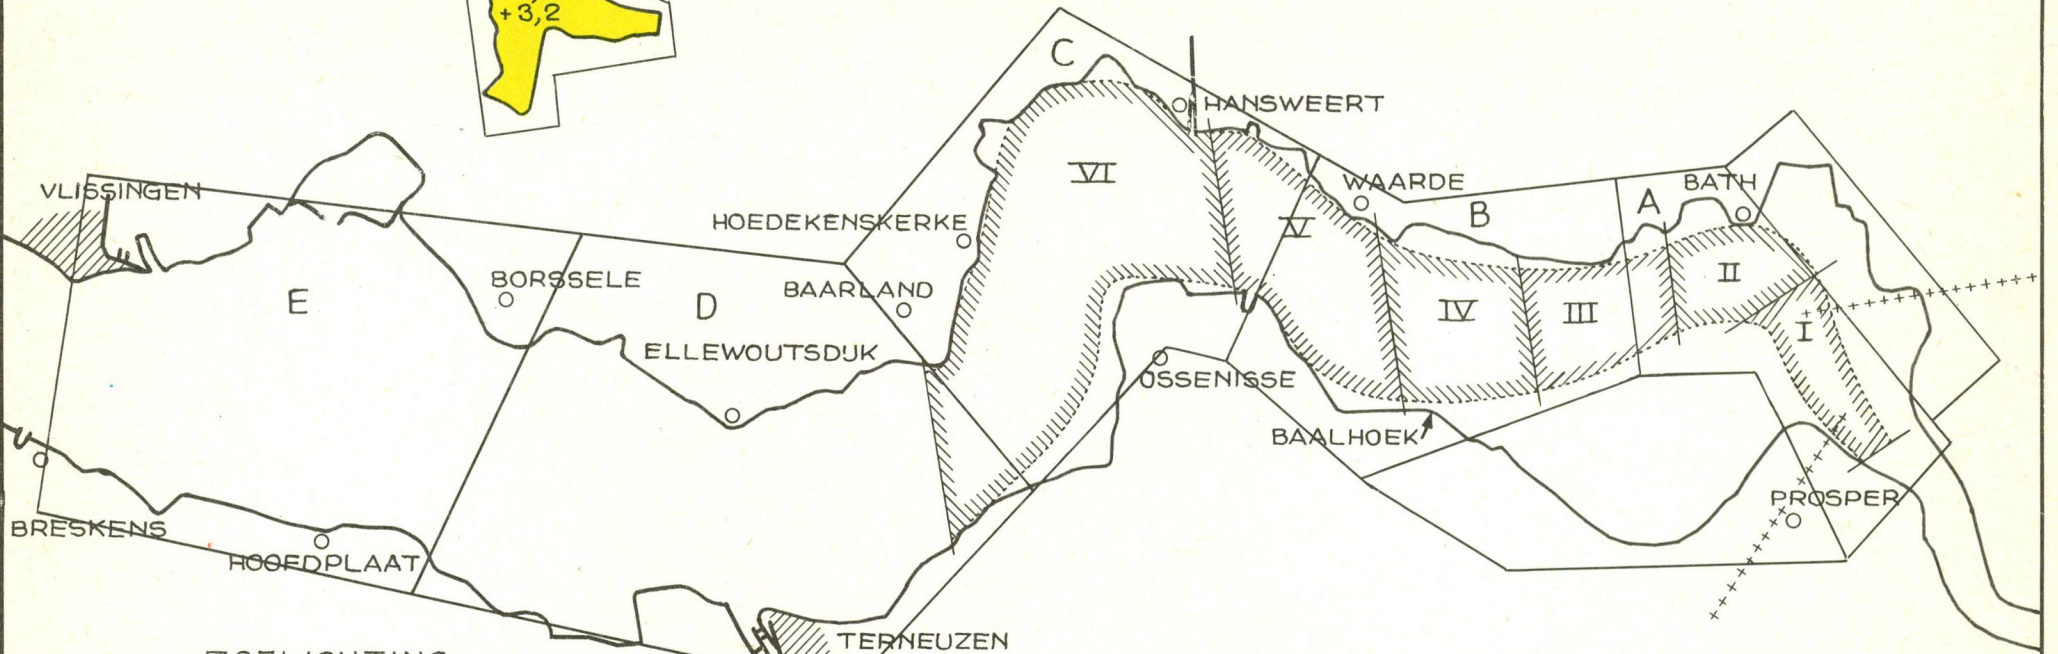 +3,2
C
HANSWEERT
VLISSINGEN
VI
WAARDE
BATH
HOEDEKENSKERKE
V
B
A
BORSSELE
BAARLAND
E
D
IV
III
II
I
ELLEWOUTSDIJK
OSSENISSE
BAALHOEK
PROSPER
BRESKENS
HOOFDPLAAT
TERNEUZEN
TOELICHTING